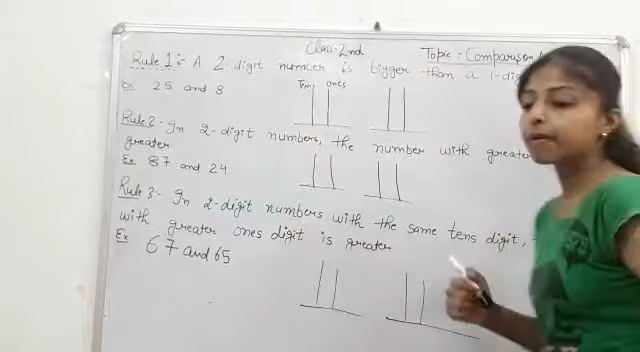 Class-2nd
Topic-Comparison
Rule 1:- A 2-digit number is bigger than a 1-di
Ex 25 and 8
Tens ones
Rule 2- In 2-digit numbers, the number with greater
greater
Ex 87 and 24
Rule 3- In 2-digit numbers with the same tens digit,
with greater ones digit is greater
Ex 67 and 65